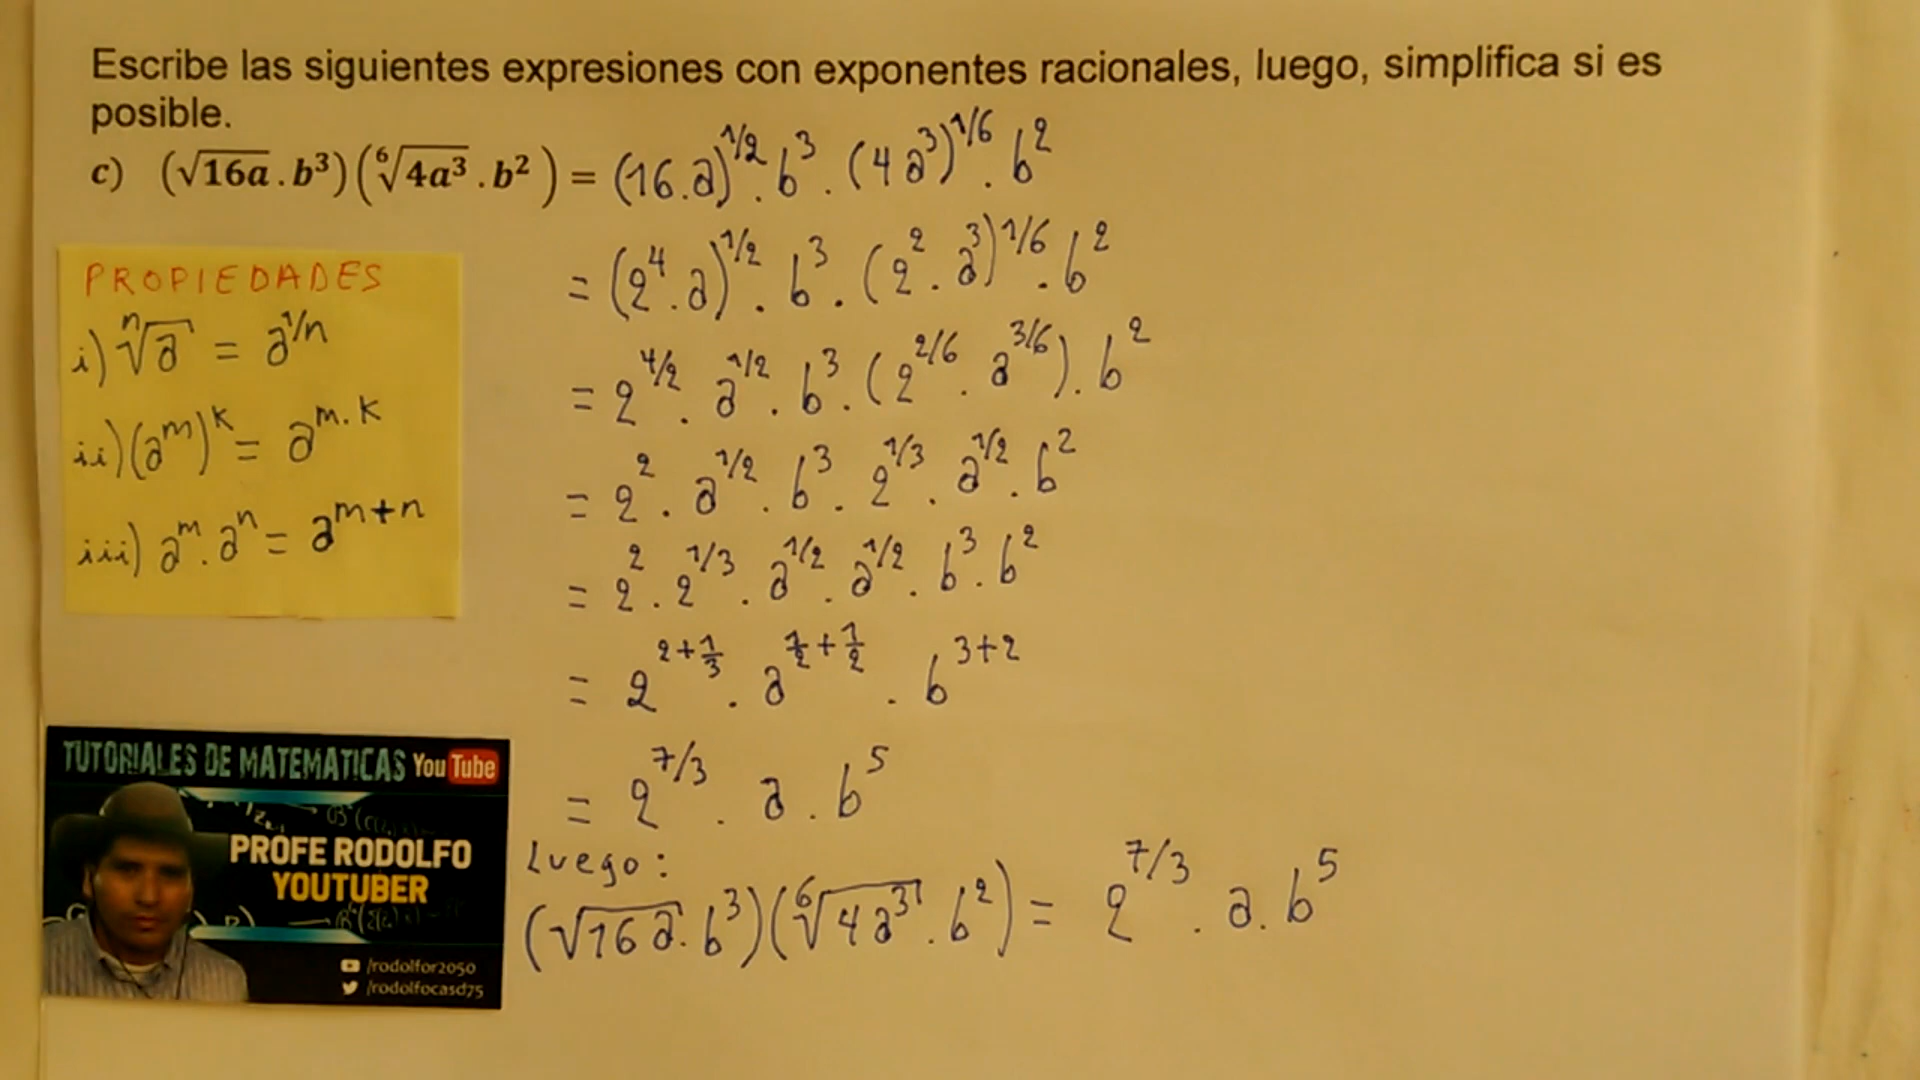 Escribe las siguientes expresiones con exponentes racionales, luego, simplifica si es
posible.
c) (√16a . b³)(⁶√4a³ . b²) = (16.a)^1/2 . b³ . (4a³)^1/6 . b²
= (2⁴.a)^1/2 . b³ . (2².a³)^1/6 . b²
= 2^4/2 . a^1/2 . b³ . (2^2/6 . a^3/6) . b²
= 2² . a^1/2 . b³ . 2^1/3 . a^1/2 . b²
= 2² . 2^1/3 . a^1/2 . a^1/2 . b³ . b²
= 2^(2+1/3) . a^(1/2+1/2) . b^(3+2)
= 2^7/3 . a . b⁵
Luego:
(√16a . b³)(⁶√4a³ . b²) = 2^7/3 . a . b⁵
PROPIEDADES
i) ⁿ√a = a^1/n
ii) (a^m)^k = a^m.k
iii) a^m . a^n = a^m+n
TUTORIALES DE MATEMATICAS YouTube
PROFE RODOLFO
YOUTUBER
/rodolfor2050
/rodolfocasd75